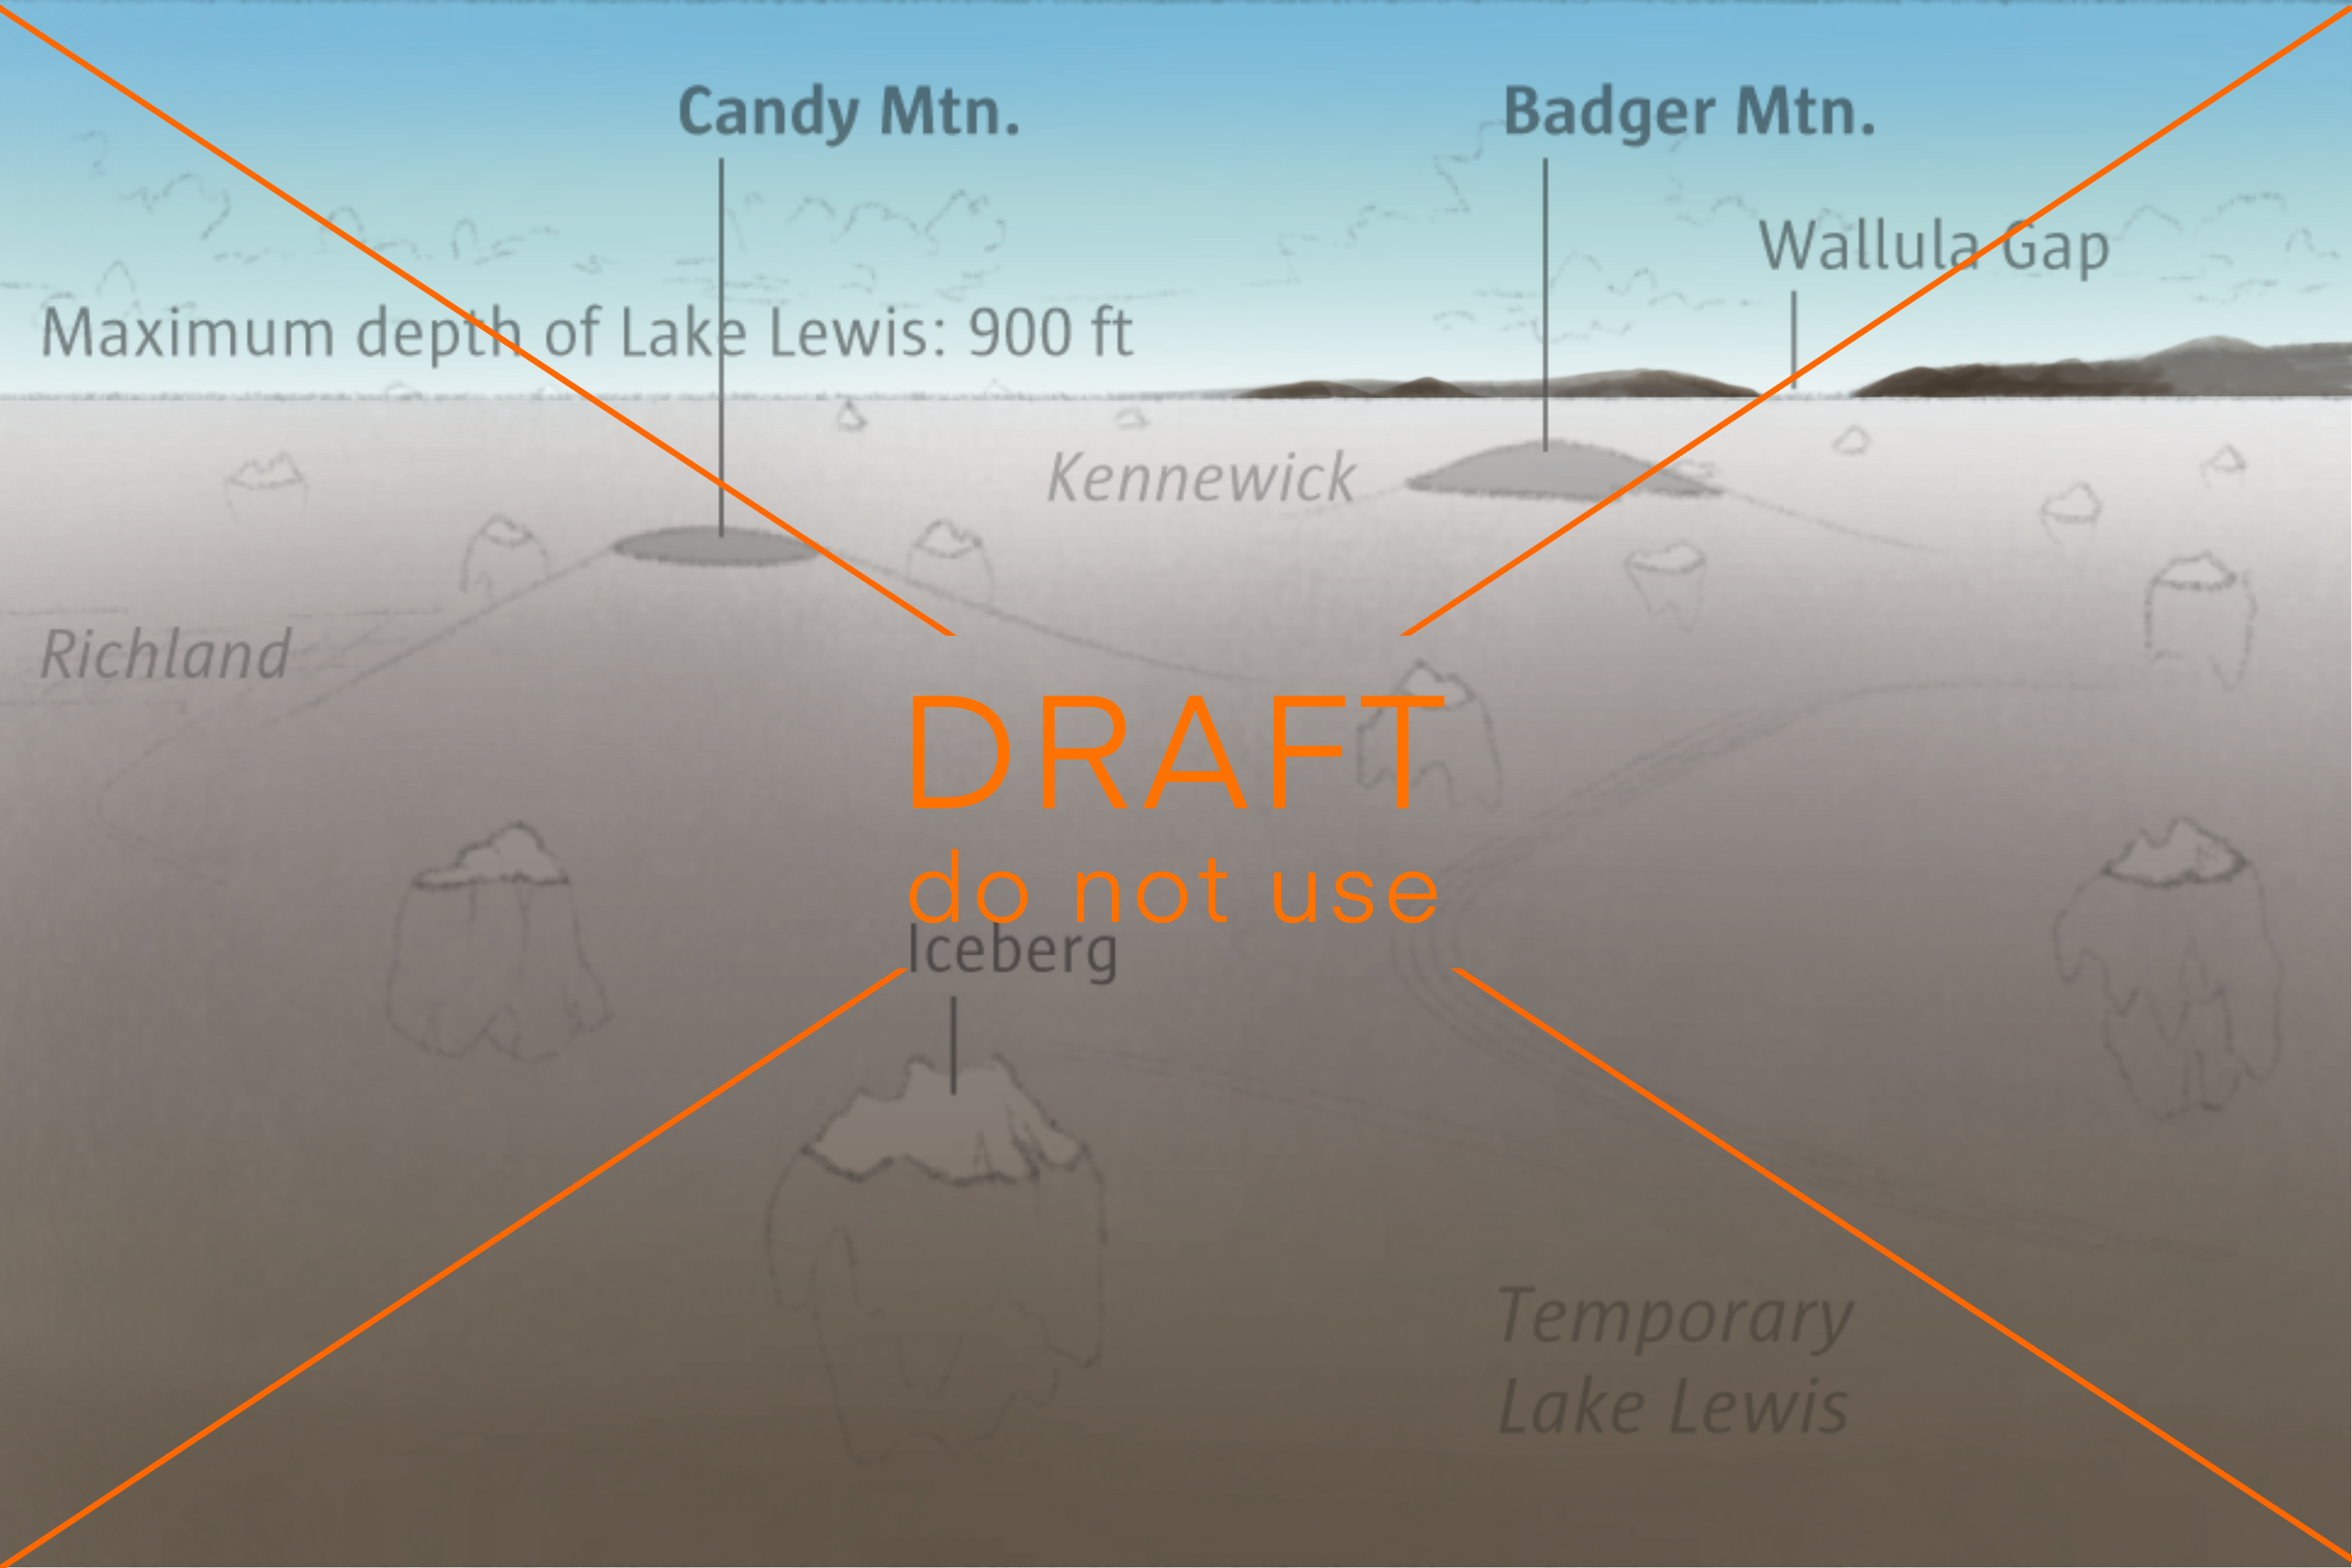 Candy Mtn.
Badger Mtn.
Wallula Gap
Maximum depth of Lake Lewis: 900 ft
Kennewick
Richland
DRAFT
do not use
Iceberg
Temporary
Lake Lewis